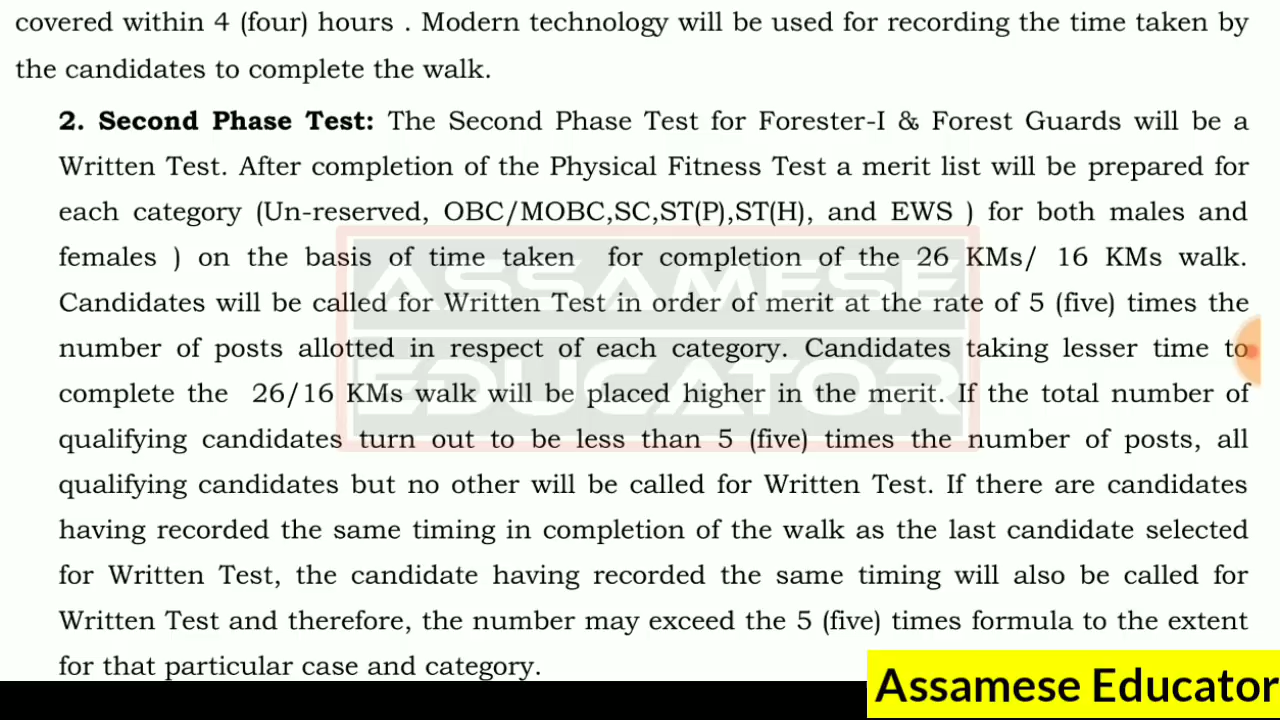 covered within 4 (four) hours . Modern technology will be used for recording the time taken by
the candidates to complete the walk.
2. Second Phase Test: The Second Phase Test for Forester-I & Forest Guards will be a
Written Test. After completion of the Physical Fitness Test a merit list will be prepared for
each category (Un-reserved, OBC/MOBC,SC,ST(P),ST(H), and EWS ) for both males and
females ) on the basis of time taken for completion of the 26 KMs/ 16 KMs walk.
Candidates will be called for Written Test in order of merit at the rate of 5 (five) times the
number of posts allotted in respect of each category. Candidates taking lesser time to
complete the 26/16 KMs walk will be placed higher in the merit. If the total number of
qualifying candidates turn out to be less than 5 (five) times the number of posts, all
qualifying candidates but no other will be called for Written Test. If there are candidates
having recorded the same timing in completion of the walk as the last candidate selected
for Written Test, the candidate having recorded the same timing will also be called for
Written Test and therefore, the number may exceed the 5 (five) times formula to the extent
for that particular case and category.
ASSAMESE
EDUCATOR
Assamese Educator